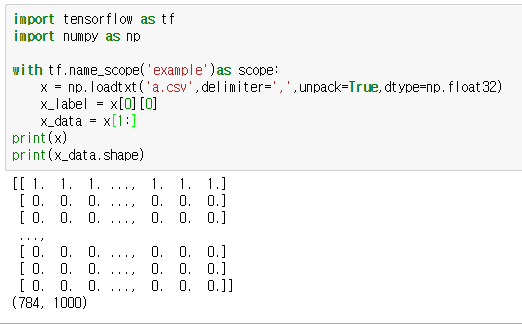 import tensorflow as tf
import numpy as np
with tf.name_scope('example')as scope:
    x = np.loadtxt('a.csv',delimiter=',',unpack=True,dtype=np.float32)
    x_label = x[0][0]
    x_data = x[1:]
print(x)
print(x_data.shape)
[[ 1.  1.  1. ...,  1.  1.  1.]
 [ 0.  0.  0. ...,  0.  0.  0.]
 [ 0.  0.  0. ...,  0.  0.  0.]
 ...,
 [ 0.  0.  0. ...,  0.  0.  0.]
 [ 0.  0.  0. ...,  0.  0.  0.]
 [ 0.  0.  0. ...,  0.  0.  0.]]
(784, 1000)